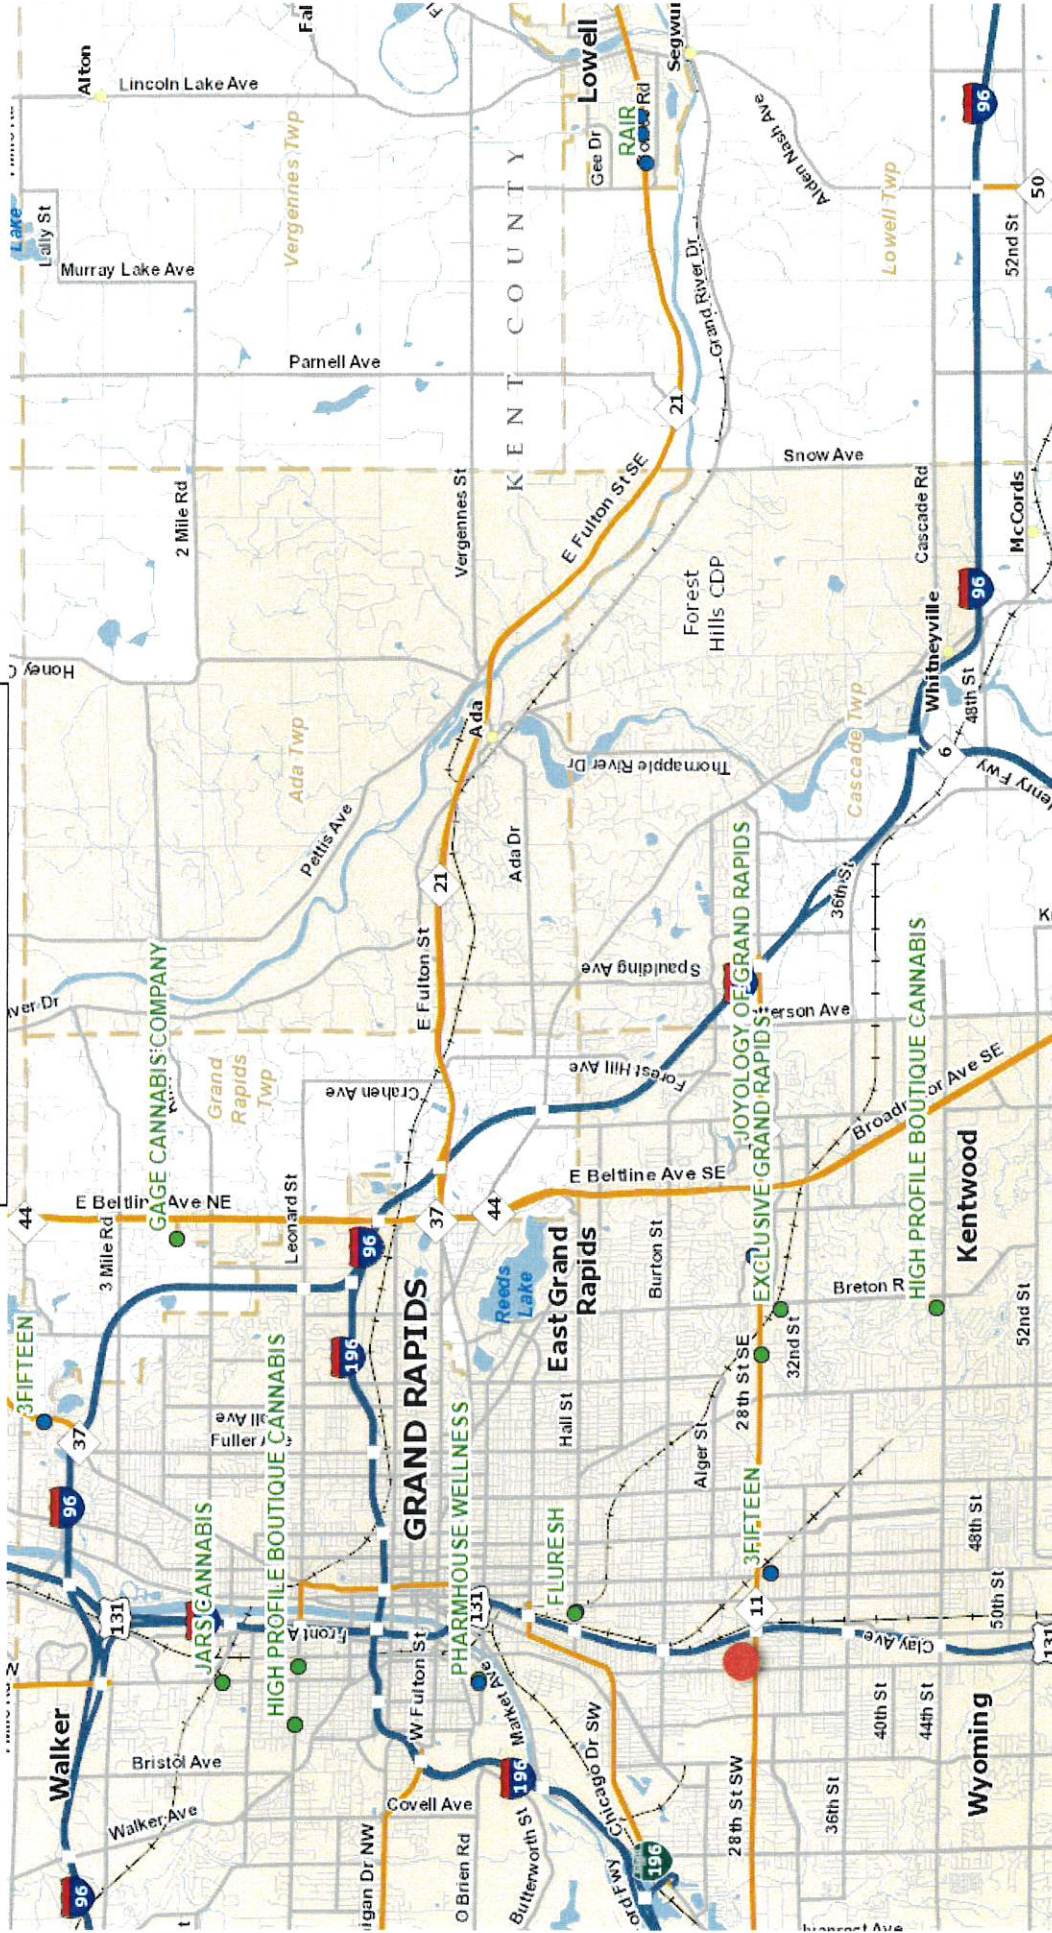 131
44
Lake
96
37
3FIFTEEN
Walker
Alton
Walker Ave
3 Mile Rd
Lally St
Bristol Ave
JARS CANNABIS
GAGE CANNABIS COMPANY
E Beltline Ave NE
2 Mile Rd
Murray Lake Ave
Lincoln Lake Ave
Honey
Grand
Rapids
Twp
HIGH PROFILE BOUTIQUE CANNABIS
Fuller Ave
Leonard St
Ada Twp
Vergennes Twp
Pettis Ave
Parnell Ave
Front A
196
96
Crahen Ave
igan Dr NW
Covell Ave
W Fulton St
GRAND RAPIDS
37
E Fulton St
21
O Brien Rd
PHARMHOUSE WELLNESS
131
44
Ada
Vergennes St
Market Ave
Butterworth St
196
Reeds
Lake
Ada Dr
KENT COUNTY
FLURESH
Hall St
East Grand
Rapids
E Beltline Ave SE
Forest Hill Ave
Spaulding Ave
Thornapple River Dr
E Fulton St SE
Gee Dr
Lowell
Chicago Dr SW
196
ord Fwy
Burton St
RAIR
21
Segwu
Alger St
Forest
Hills CDP
Grand River Dr
28th St SW
11
3FIFTEEN
28th St SE
EXCLUSIVE GRAND RAPIDS
JOYOLOGY OF GRAND RAPIDS
Alden Nash Ave
32nd St
Snow Ave
36th St
Breton R
terson Ave
36th St
Cascade Twp
40th St
Clay Ave
Broadmoor Ave SE
Lowell Twp
44th St
HIGH PROFILE BOUTIQUE CANNABIS
Whitneyville
Cascade Rd
6
Wyoming
48th St
Kentwood
48th St
96
96
50th St
Henry Fwy
McCords
52nd St
52nd St
131
50